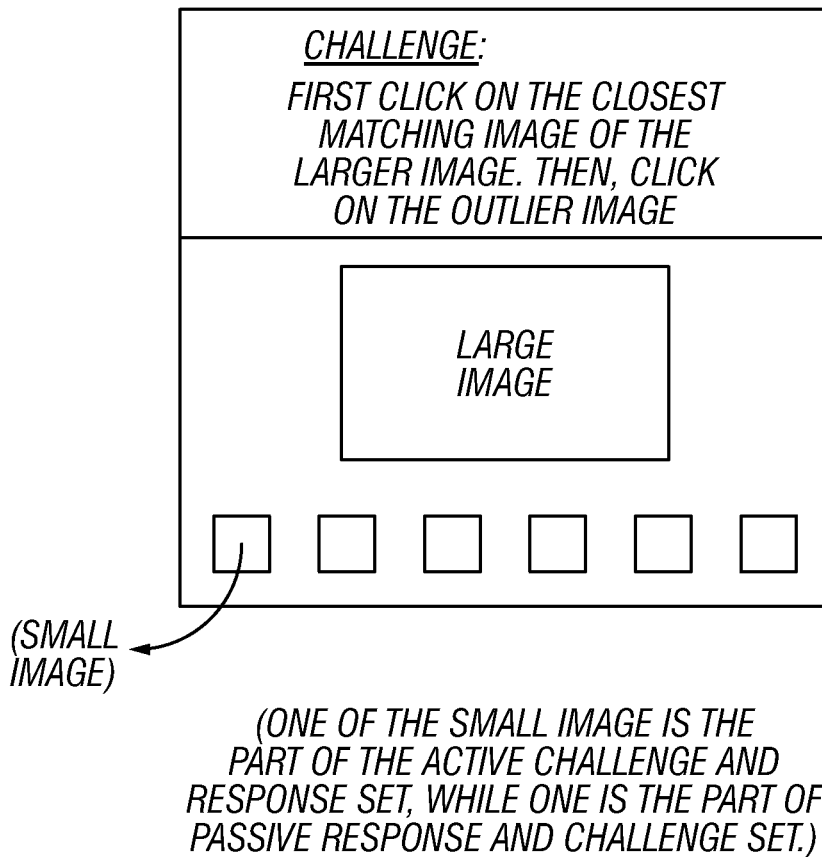 CHALLENGE:
FIRST CLICK ON THE CLOSEST
MATCHING IMAGE OF THE
LARGER IMAGE. THEN, CLICK
ON THE OUTLIER IMAGE
LARGE
IMAGE
(SMALL
IMAGE)
(ONE OF THE SMALL IMAGE IS THE
PART OF THE ACTIVE CHALLENGE AND
RESPONSE SET, WHILE ONE IS THE PART OF
PASSIVE RESPONSE AND CHALLENGE SET.)